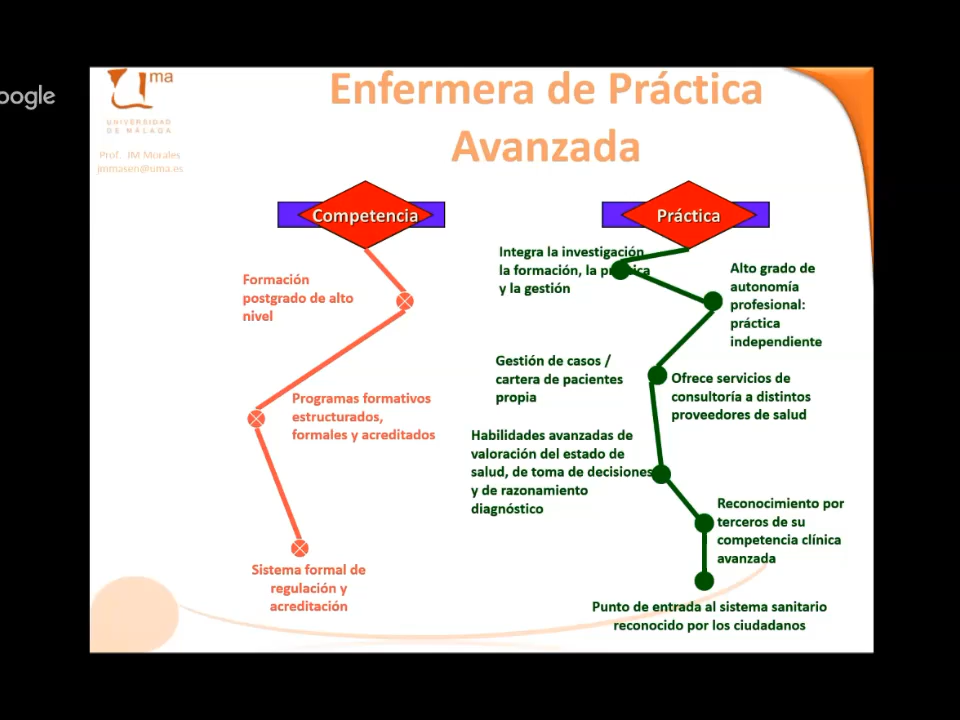 oogle
uma
UNIVERSIDAD
DE MÁLAGA
Prof. JM Morales
jmmasen@uma.es
Enfermera de Práctica
Avanzada
Competencia
Práctica
Formación
postgrado de alto
nivel
Programas formativos
estructurados,
formales y acreditados
Sistema formal de
regulación y
acreditación
Integra la investigación
la formación, la práctica
y la gestión
Alto grado de
autonomía
profesional:
práctica
independiente
Gestión de casos /
cartera de pacientes
propia
Ofrece servicios de
consultoría a distintos
proveedores de salud
Habilidades avanzadas de
valoración del estado de
salud, de toma de decisiones
y de razonamiento
diagnóstico
Reconocimiento por
terceros de su
competencia clínica
avanzada
Punto de entrada al sistema sanitario
reconocido por los ciudadanos